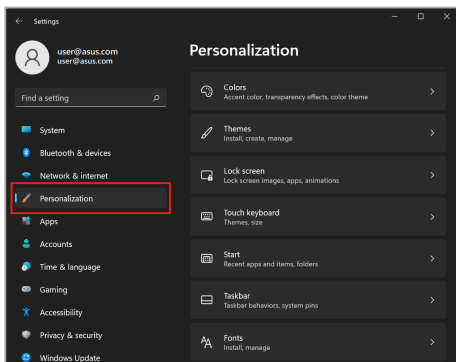 Settings
user@asus.com
user@asus.com
Find a setting
System
Bluetooth & devices
Network & internet
Personalization
Apps
Accounts
Time & language
Gaming
Accessibility
Privacy & security
Windows Update
Personalization
Colors
Accent color, transparency effects, color theme
Themes
Install, create, manage
Lock screen
Lock screen images, apps, animations
Touch keyboard
Themes, size
Start
Recent apps and items, folders
Taskbar
Taskbar behaviors, system pins
Fonts
Install, manage